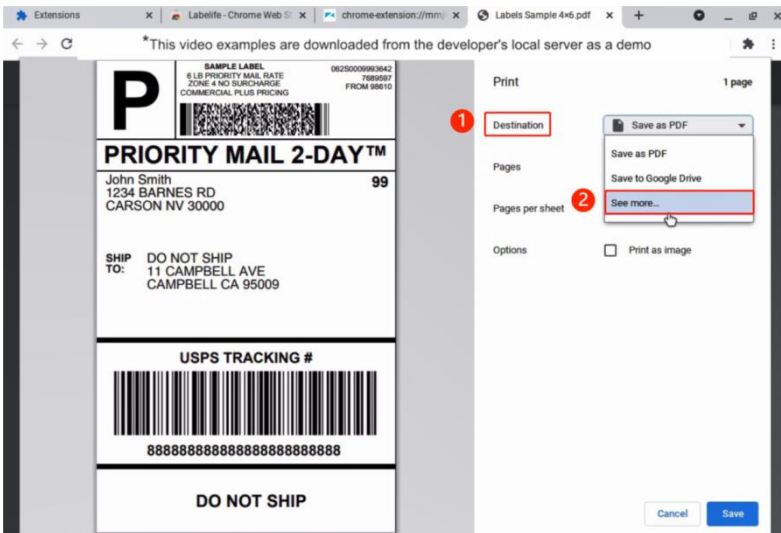 Extensions
Labelife - Chrome Web St
chrome-extension://mmj
Labels Sample 4×6.pdf
*This video examples are downloaded from the developer's local server as a demo
P
SAMPLE LABEL
6 LB PRIORITY MAIL RATE
ZONE 4 NO SURCHARGE
COMMERCIAL PLUS PRICING
062S0009993642
7689597
FROM 98610
PRIORITY MAIL 2-DAY™
John Smith
1234 BARNES RD
CARSON NV 30000
99
SHIP TO:
DO NOT SHIP
11 CAMPBELL AVE
CAMPBELL CA 95009
USPS TRACKING #
88888888888888888888888
DO NOT SHIP
Print
1 page
1
Destination
Save as PDF
Save as PDF
Save to Google Drive
2
See more...
Pages
Pages per sheet
Options
Print as image
Cancel
Save